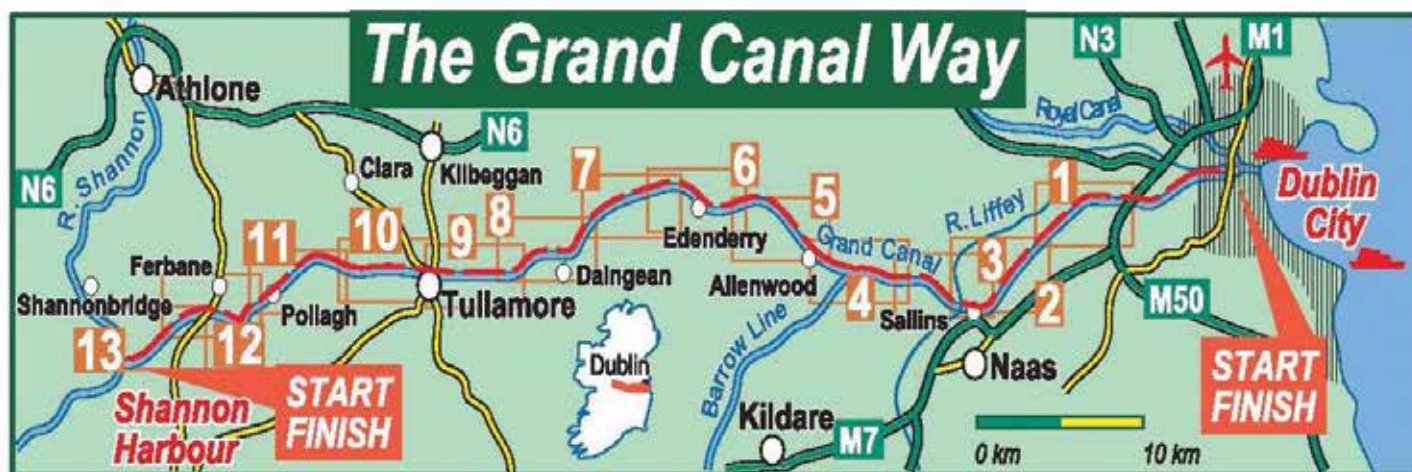 The Grand Canal Way
N3
M1
Athlone
Royal Canal
N6
R. Shannon
N6
Clara
Kilbeggan
7
6
5
1
Dublin
City
R. Liffey
8
9
10
11
Edenderry
Grand Canal
3
Ferbane
Daingean
Allenwood
Shannonbridge
Pollagh
Tullamore
4
Sallins
2
M50
13
12
START
FINISH
Dublin
Barrow Line
Naas
START
FINISH
Shannon
Harbour
Kildare
M7
0 km
10 km